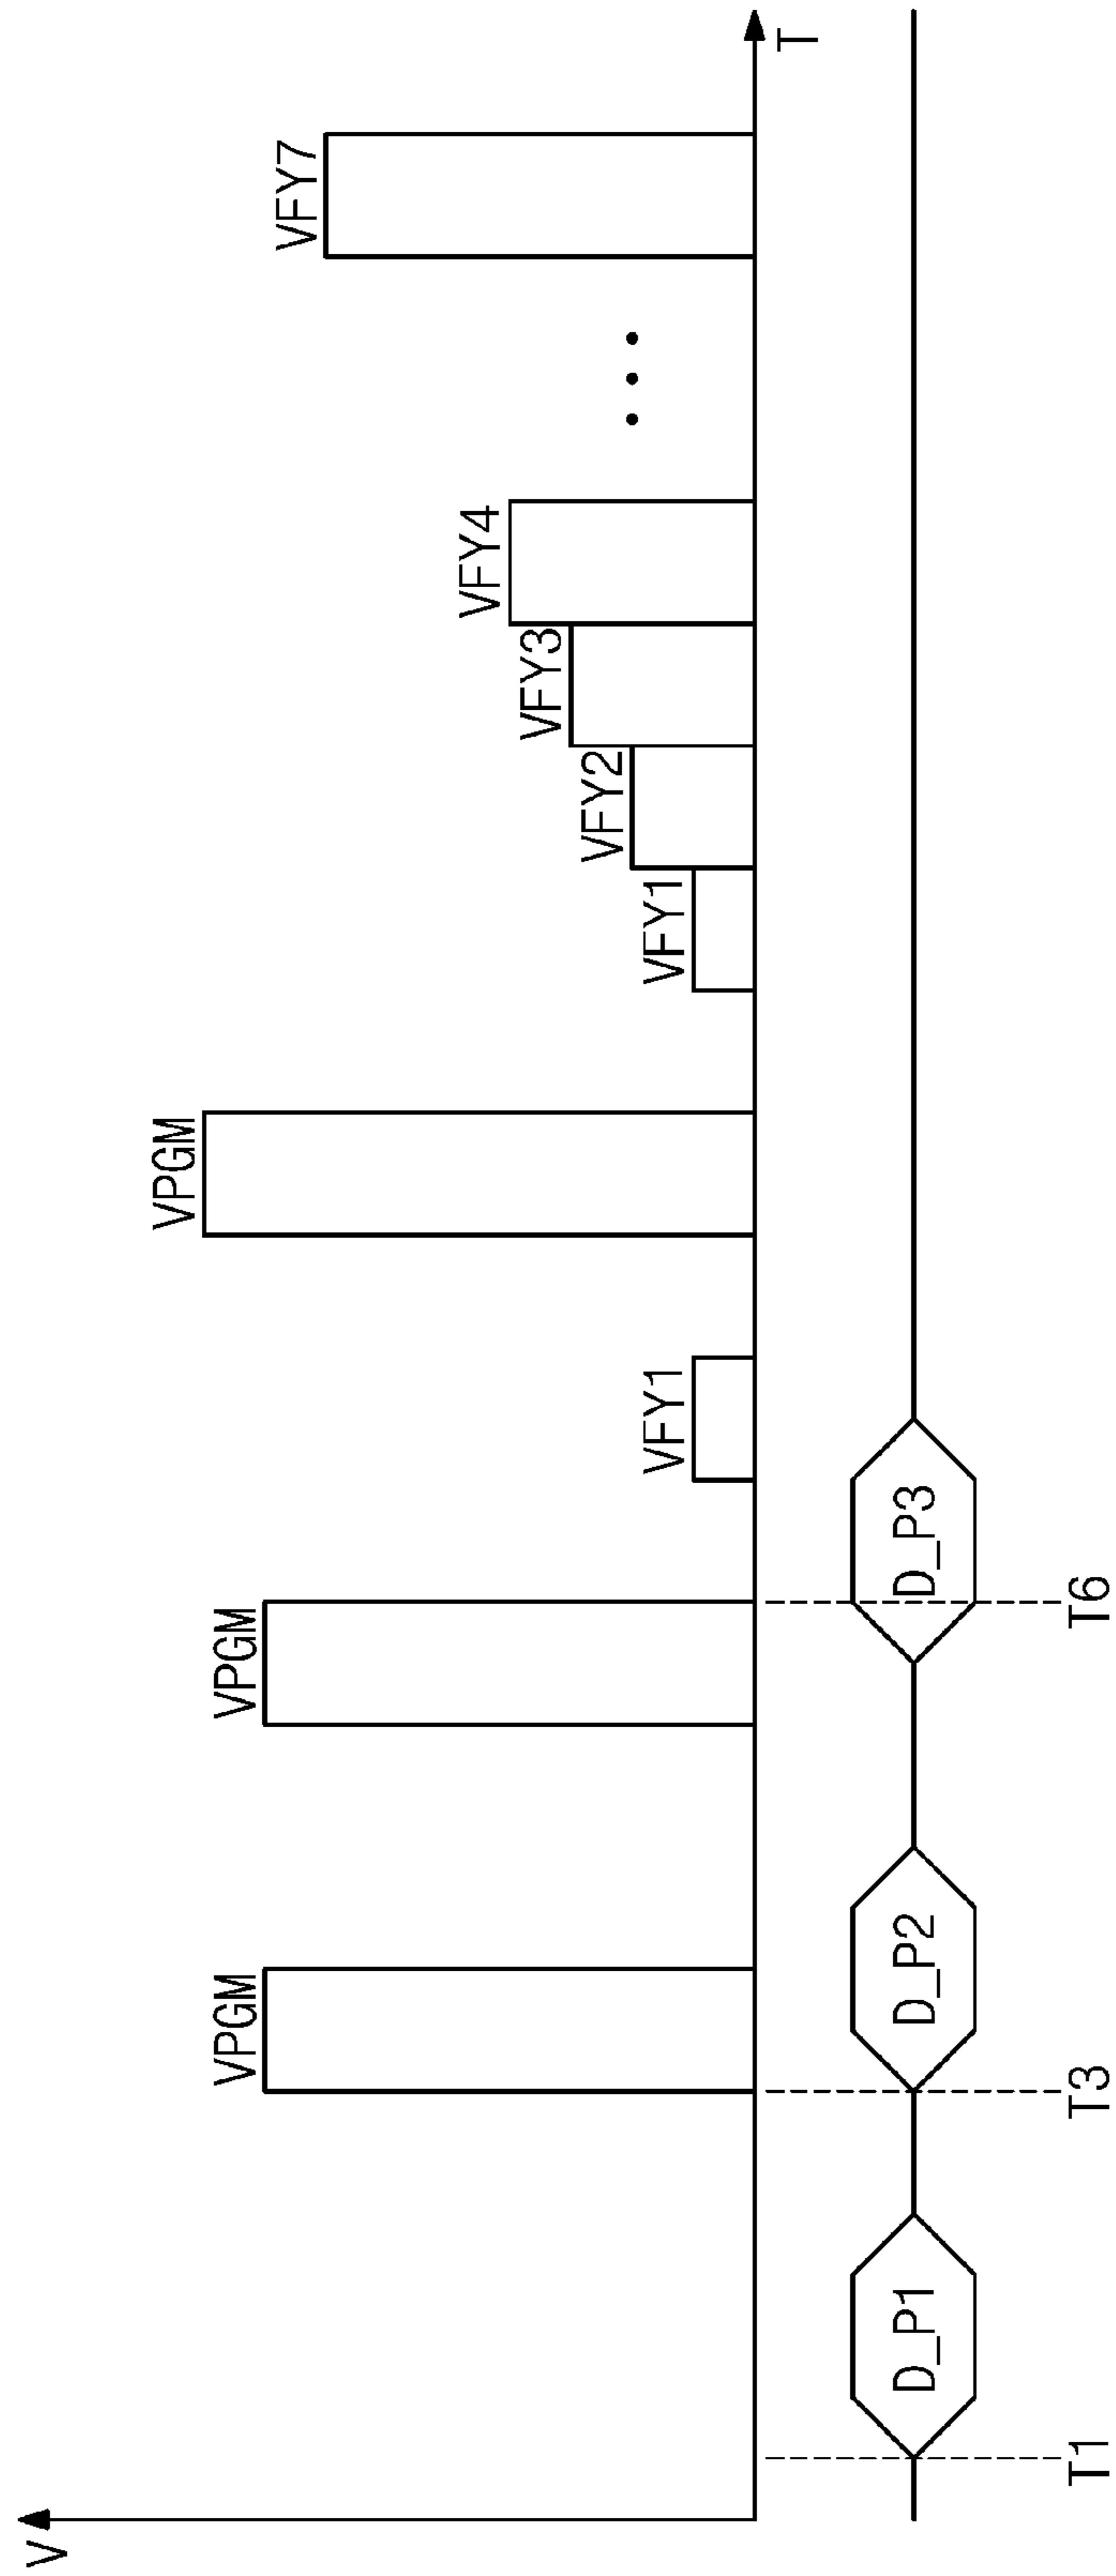 V
VPGM
VPGM
VFY1
VPGM
VFY1
VFY2
VFY3
VFY4
VFY7
T
D_P1
D_P2
D_P3
T1
T3
T6